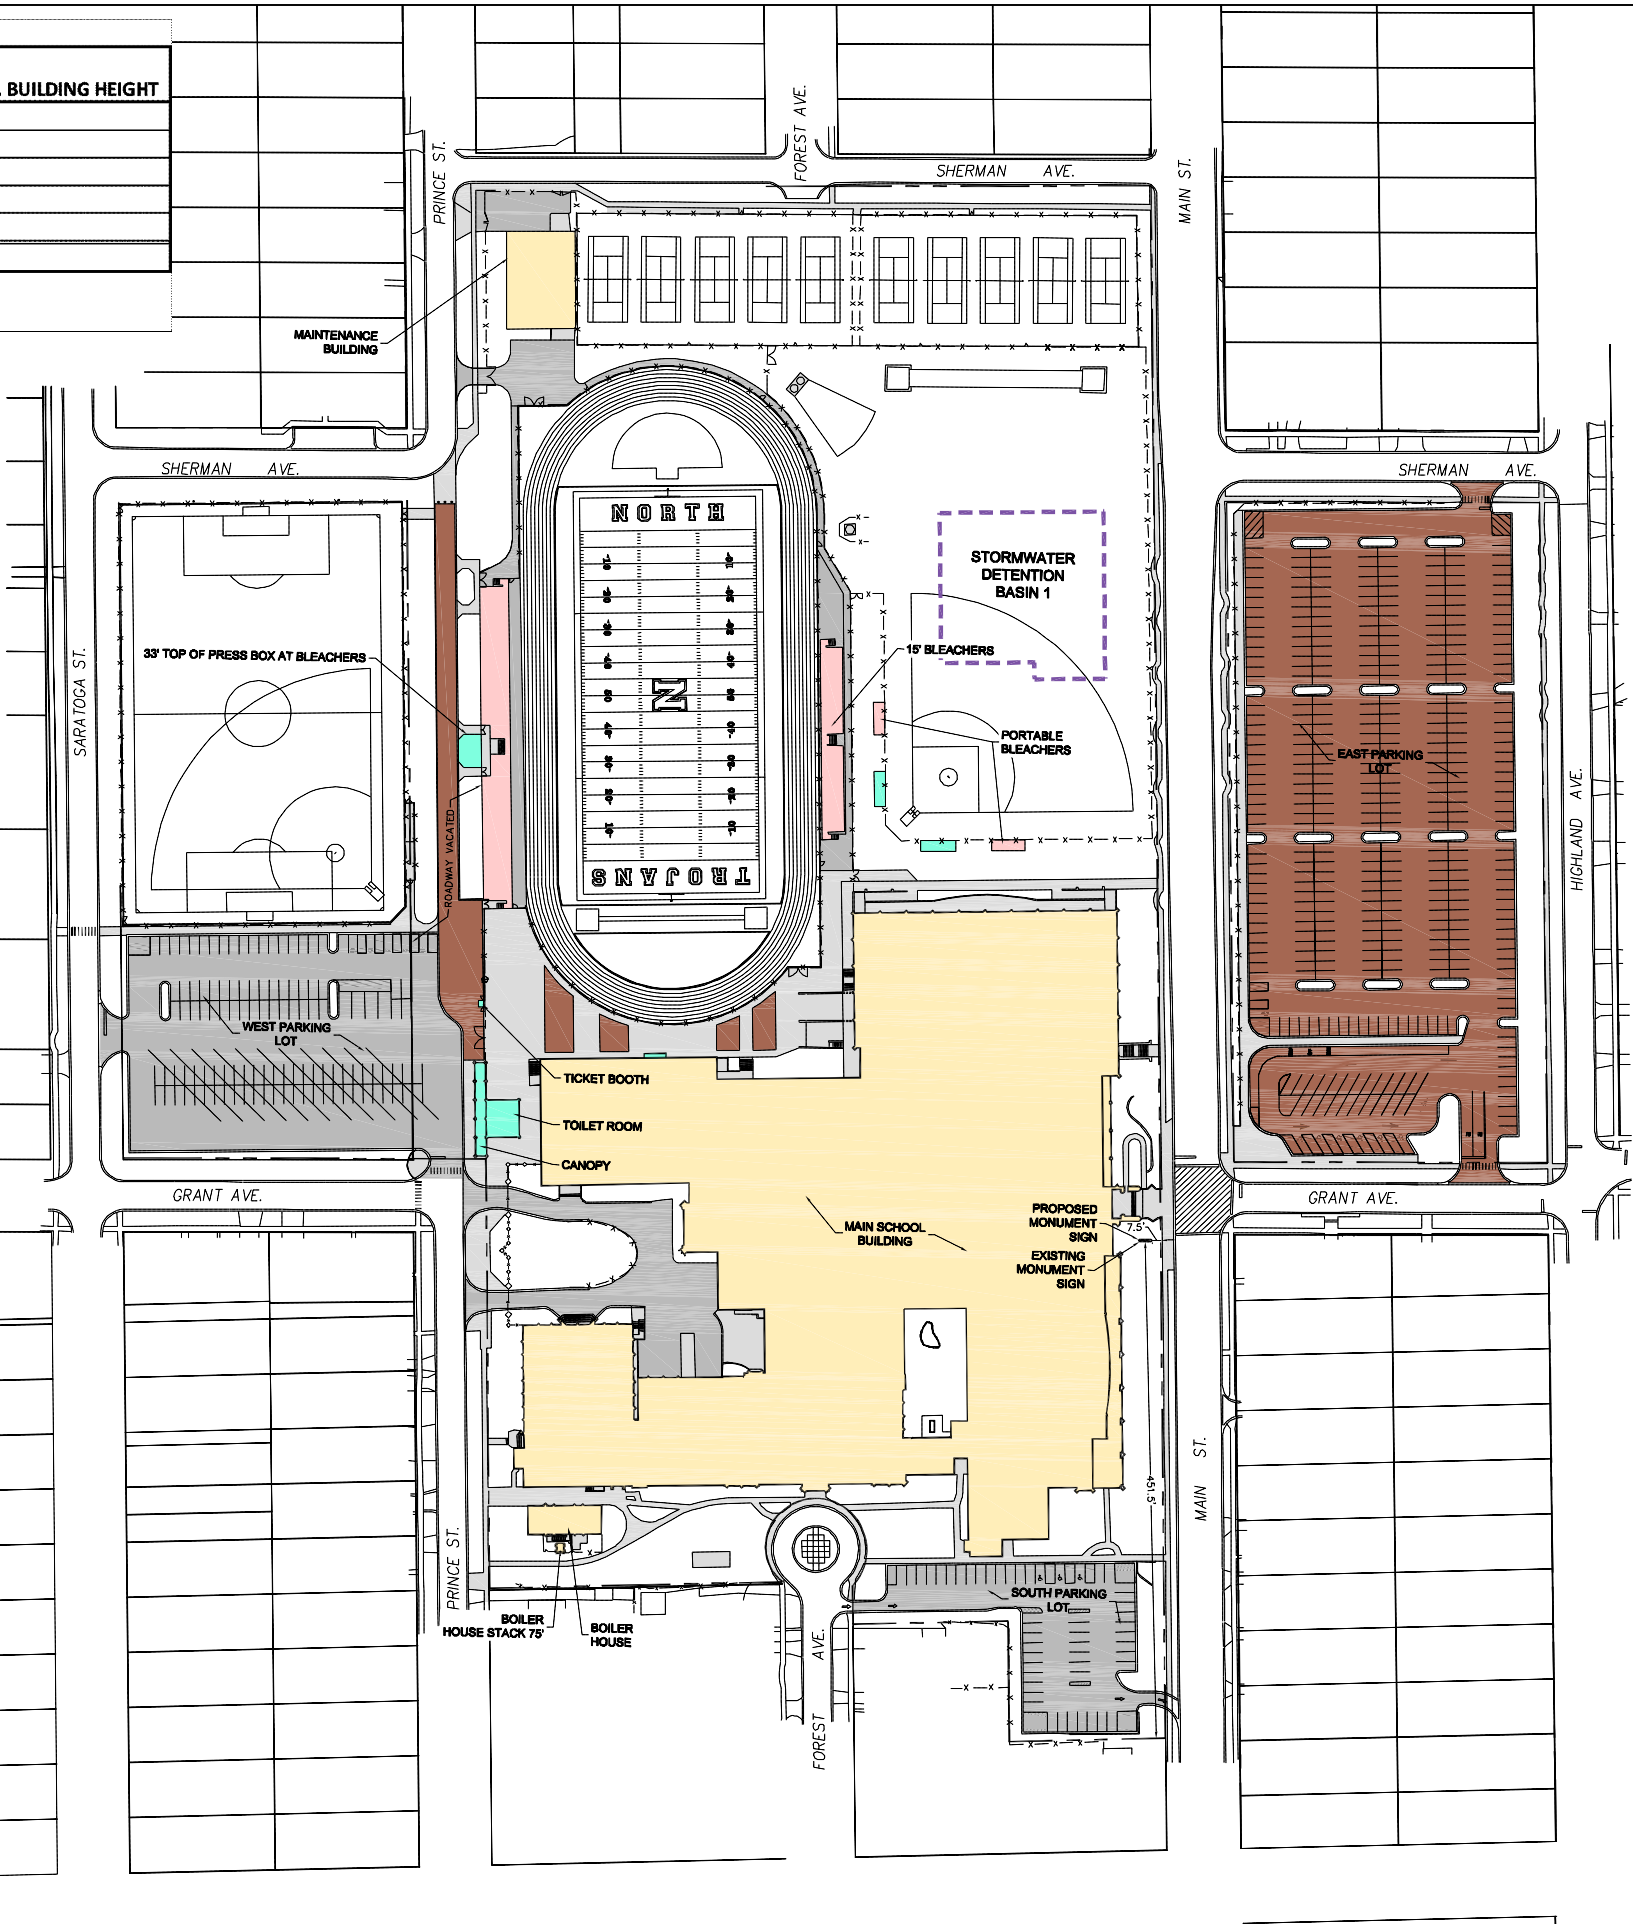 . BUILDING HEIGHT
FOREST AVE.
PRINCE ST.
SHERMAN AVE.
MAIN ST.
MAINTENANCE
BUILDING
SHERMAN AVE.
SHERMAN AVE.
NORTH
STORMWATER
DETENTION
BASIN 1
33' TOP OF PRESS BOX AT BLEACHERS
15' BLEACHERS
SARATOGA ST.
N
PORTABLE
BLEACHERS
EAST PARKING
LOT
HIGHLAND AVE.
ROADWAY VACATED
TROJANS
WEST PARKING
LOT
TICKET BOOTH
TOILET ROOM
CANOPY
GRANT AVE.
GRANT AVE.
PROPOSED
MONUMENT
SIGN
7.5'
MAIN SCHOOL
BUILDING
EXISTING
MONUMENT
SIGN
451.5'
MAIN ST.
PRINCE ST.
SOUTH PARKING
LOT
BOILER
HOUSE STACK 75'
BOILER
HOUSE
FOREST AVE.